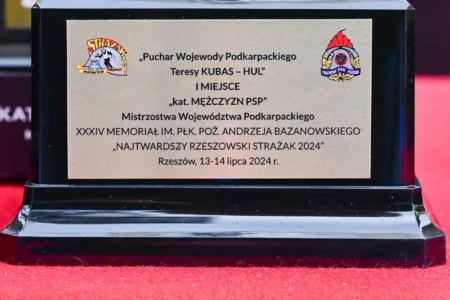 „Puchar Wojewody Podkarpackiego
Teresy KUBAS – HUL”
I MIEJSCE
„kat. MĘŻCZYZN PSP”
Mistrzostwa Województwa Podkarpackiego
XXXIV MEMORIAŁ IM. PŁK. POŻ. ANDRZEJA BAZANOWSKIEGO
„NAJTWARDSZY RZESZOWSKI STRAŻAK 2024”
Rzeszów, 13-14 lipca 2024 r.
KAT
M